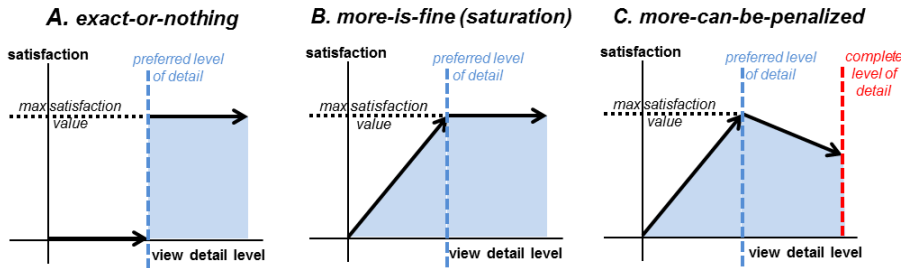 A. exact-or-nothing
satisfaction
preferred level
of detail
max satisfaction
value
view detail level
B. more-is-fine (saturation)
satisfaction
preferred level
of detail
max satisfaction
value
view detail level
C. more-can-be-penalized
satisfaction
preferred level
of detail
complete
level of
detail
max satisfaction
value
view detail level